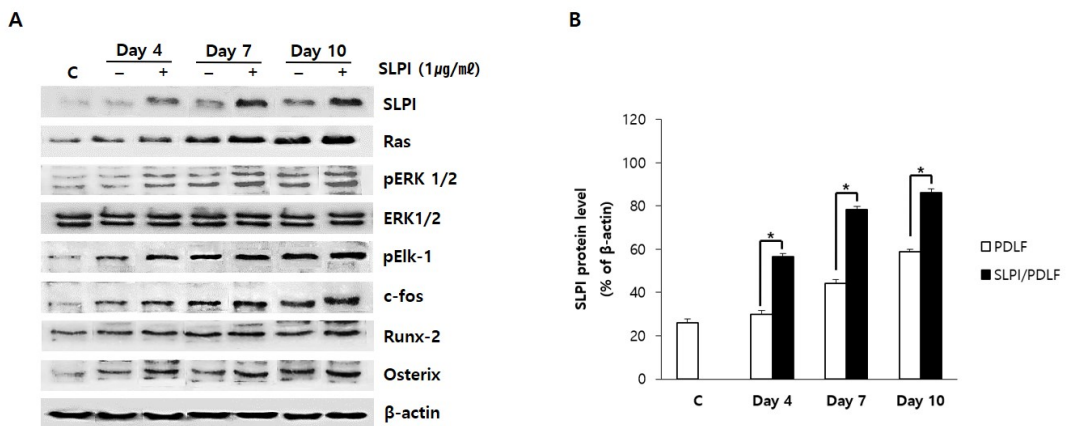 A
Day 4 Day 7 Day 10
C − + − + − + SLPI (1㎍/㎖)
SLPI
Ras
pERK 1/2
ERK1/2
pElk-1
c-fos
Runx-2
Osterix
β-actin
B
SLPI protein level
(% of β-actin)
120
100
80
60
40
20
0
* * *
C Day 4 Day 7 Day 10
PDLF
SLPI/PDLF